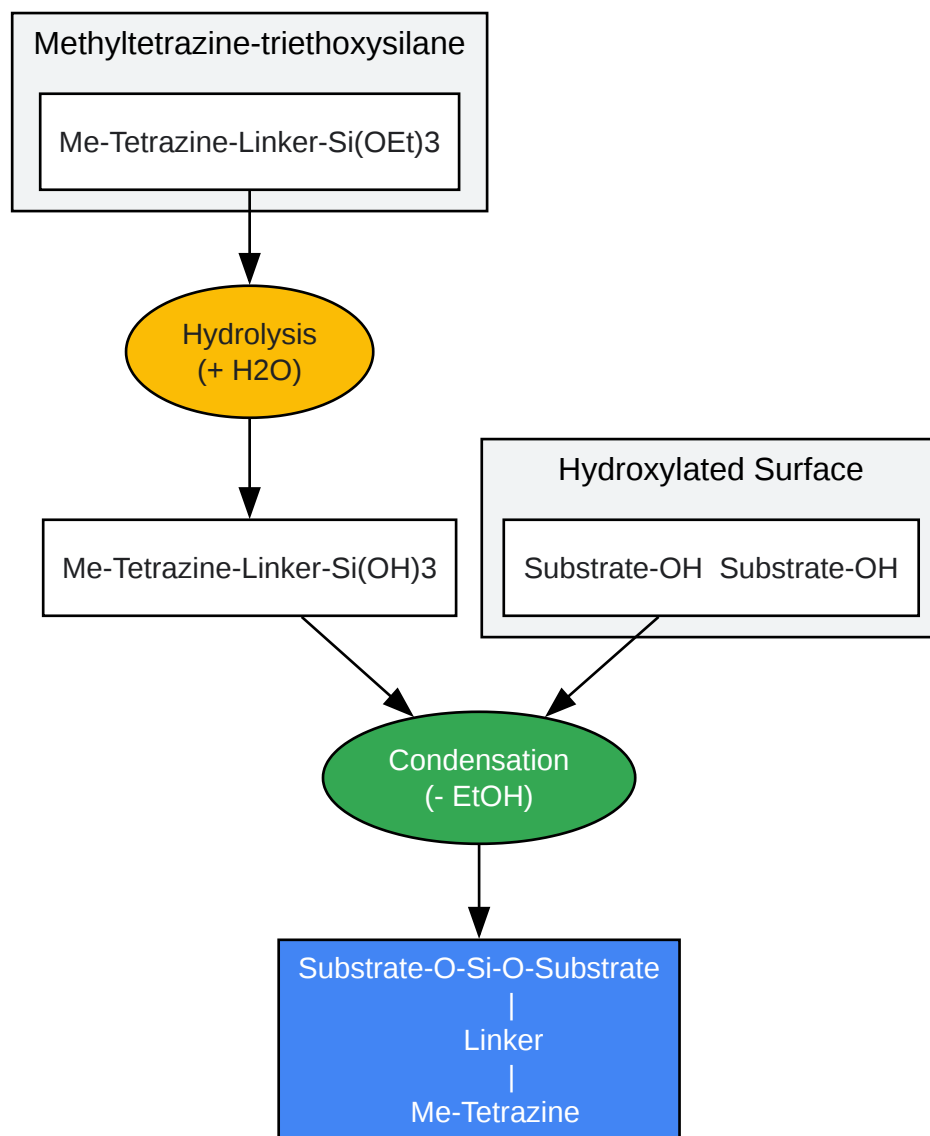 Methyltetrazine-triethoxysilane
Me-Tetrazine-Linker-Si(OEt)3
Hydrolysis
(+ H2O)
Hydroxylated Surface
Me-Tetrazine-Linker-Si(OH)3
Substrate-OH  Substrate-OH
Condensation
(- EtOH)
Substrate-O-Si-O-Substrate
|
Linker
|
Me-Tetrazine